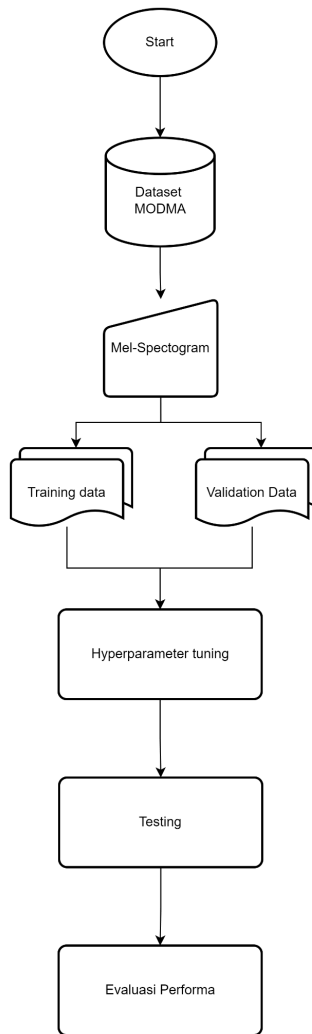 Start
Dataset
MODMA
Mel-Spectogram
Training data
Validation Data
Hyperparameter tuning
Testing
Evaluasi Performa